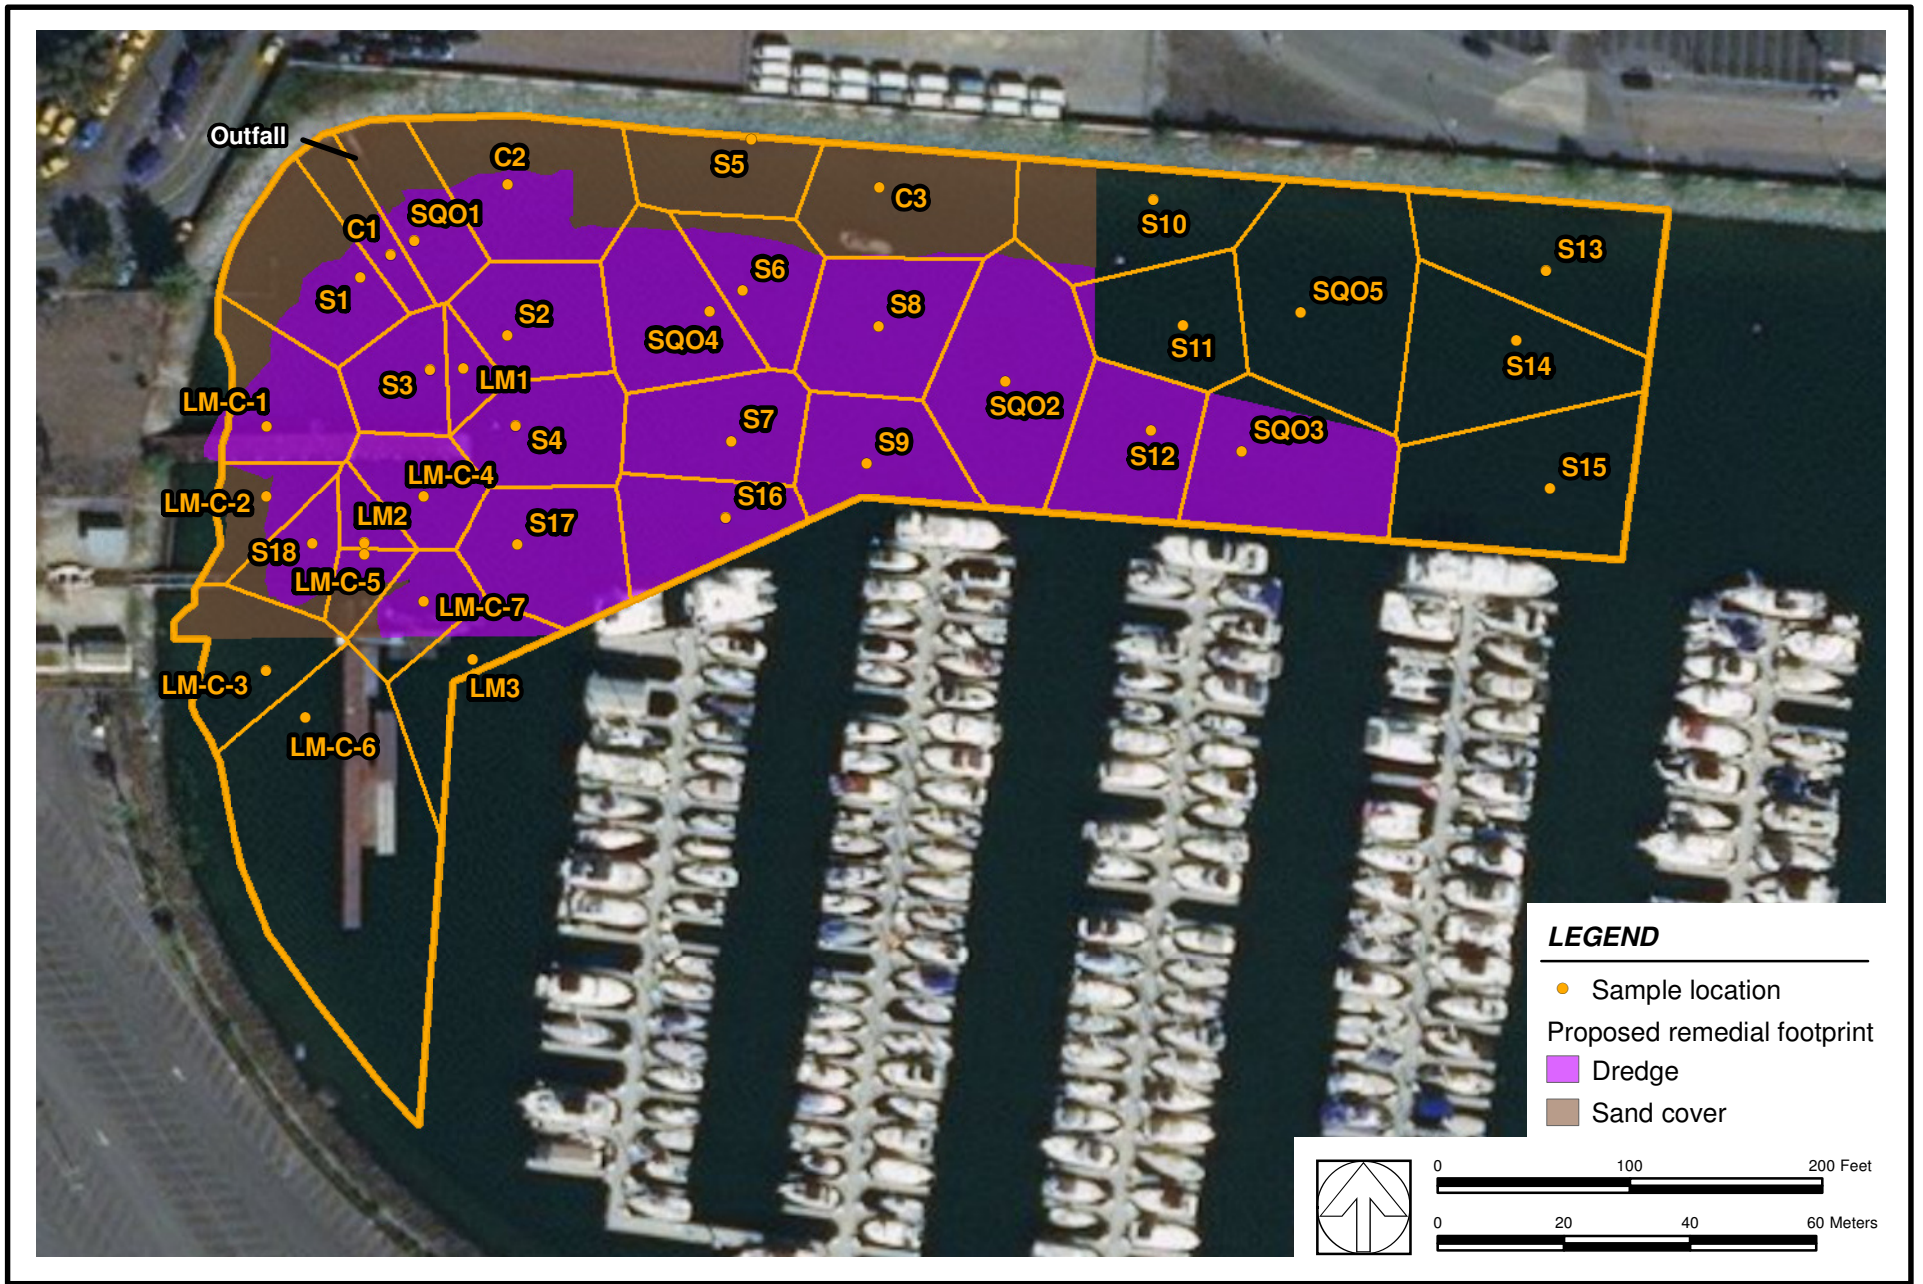 Outfall
C2
S5
C3
SQO1
C1
S10
S13
S1
S6
S2
SQO5
S8
SQO4
S11
S14
S3
LM1
LM-C-1
SQO2
S7
S4
S9
SQO3
S12
LM-C-4
S15
LM-C-2
LM2
S16
S17
S18
LM-C-5
LM-C-7
LM-C-3
LM3
LM-C-6
LEGEND
Sample location
Proposed remedial footprint
Dredge
Sand cover
0 100 200 Feet
0 20 40 60 Meters